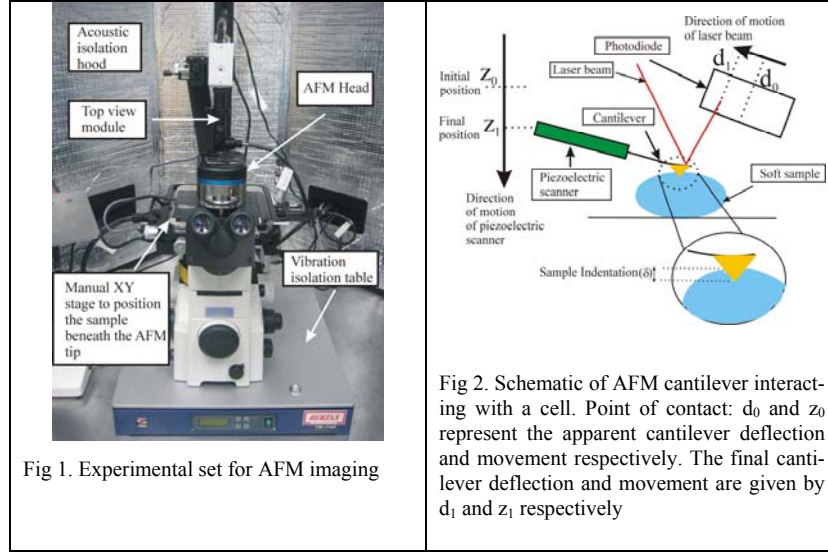 Acoustic
isolation
hood
AFM Head
Top view
module
Vibration
isolation table
Manual XY
stage to position
the sample
beneath the AFM
tip
HERZAN
Fig 1. Experimental set for AFM imaging
Direction of motion
of laser beam
Photodiode
d₁
d₀
Laser beam
Initial
position
Z₀
Cantilever
Final
position
Z₁
Piezoelectric
scanner
Soft sample
Direction
of motion
of piezoelectric
scanner
Sample Indentation(δ)
Fig 2. Schematic of AFM cantilever interact-
ing with a cell. Point of contact: d₀ and z₀
represent the apparent cantilever deflection
and movement respectively. The final canti-
lever deflection and movement are given by
d₁ and z₁ respectively